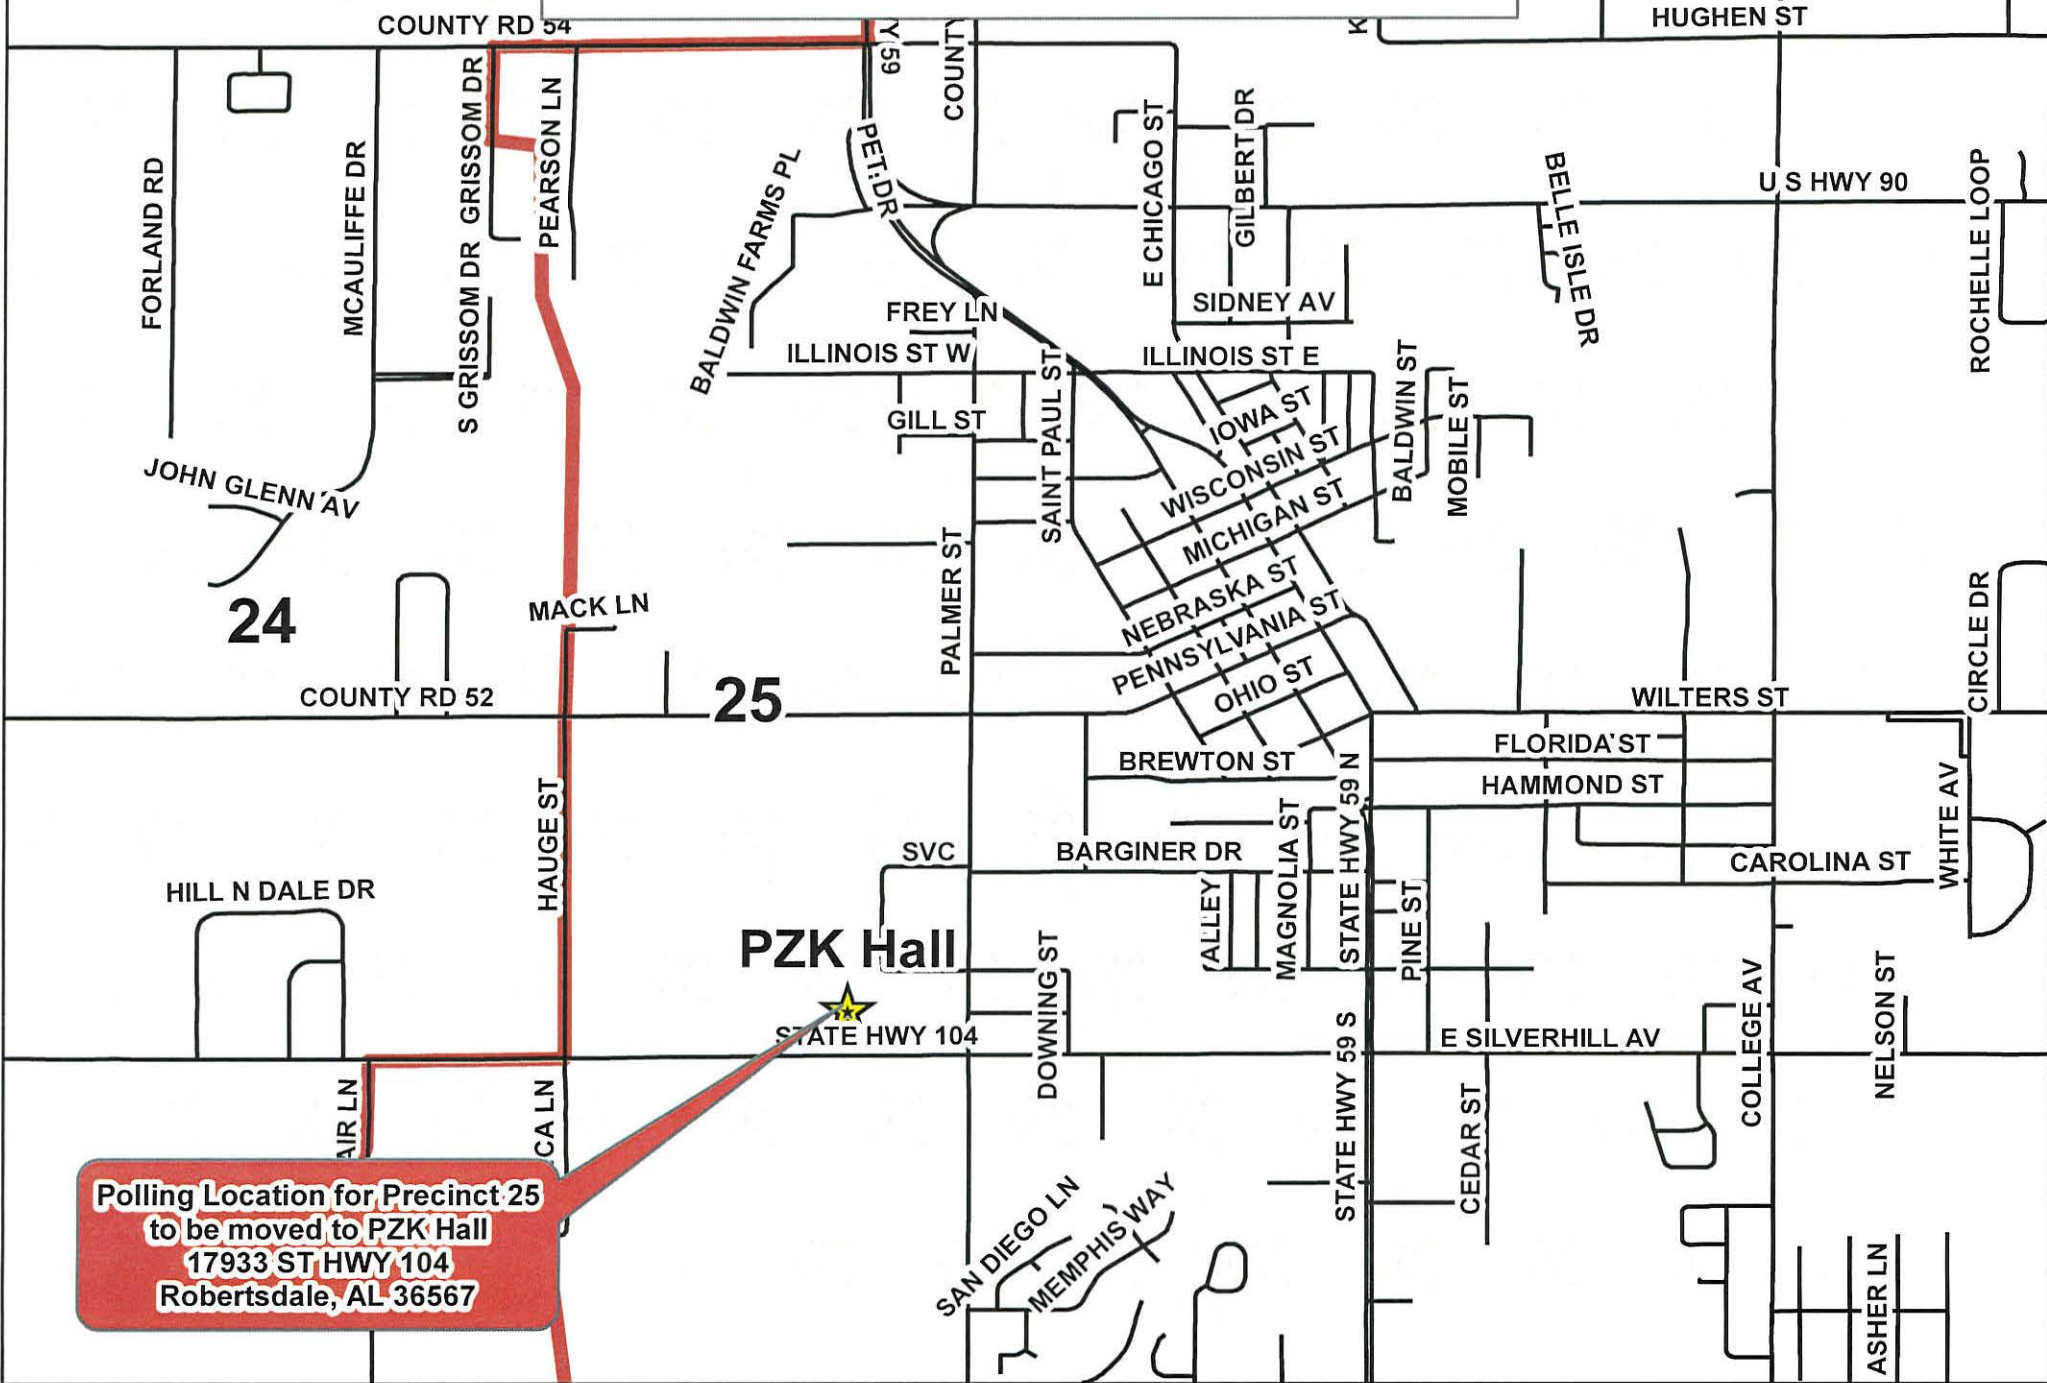 COUNTY RD 54
Y 59
COUNTY
K
HUGHEN ST
S GRISSOM DR GRISSOM DR
PEARSON LN
FORLAND RD
MCAULIFFE DR
PET. DR
BALDWIN FARMS PL
E CHICAGO ST
GILBERT DR
BELLE ISLE DR
U S HWY 90
ROCHELLE LOOP
FREY LN
SIDNEY AV
ILLINOIS ST W
ILLINOIS ST E
GILL ST
SAINT PAUL ST
IOWA ST
WISCONSIN ST
MICHIGAN ST
BALDWIN ST
MOBILE ST
JOHN GLENN AV
PALMER ST
NEBRASKA ST
PENNSYLVANIA ST
OHIO ST
MACK LN
24
25
COUNTY RD 52
WILTERS ST
CIRCLE DR
FLORIDA ST
BREWTON ST
HAMMOND ST
HAUGE ST
STATE HWY 59 N
MAGNOLIA ST
WHITE AV
SVC
BARGINER DR
CAROLINA ST
HILL N DALE DR
ALLEY
PINE ST
PZK Hall
DOWNING ST
COLLEGE AV
NELSON ST
STATE HWY 104
STATE HWY 59 S
E SILVERHILL AV
AIR LN
CA LN
CEDAR ST
Polling Location for Precinct 25
to be moved to PZK Hall
17933 ST HWY 104
Robertsdale, AL 36567
SAN DIEGO LN
MEMPHIS WAY
ASHER LN